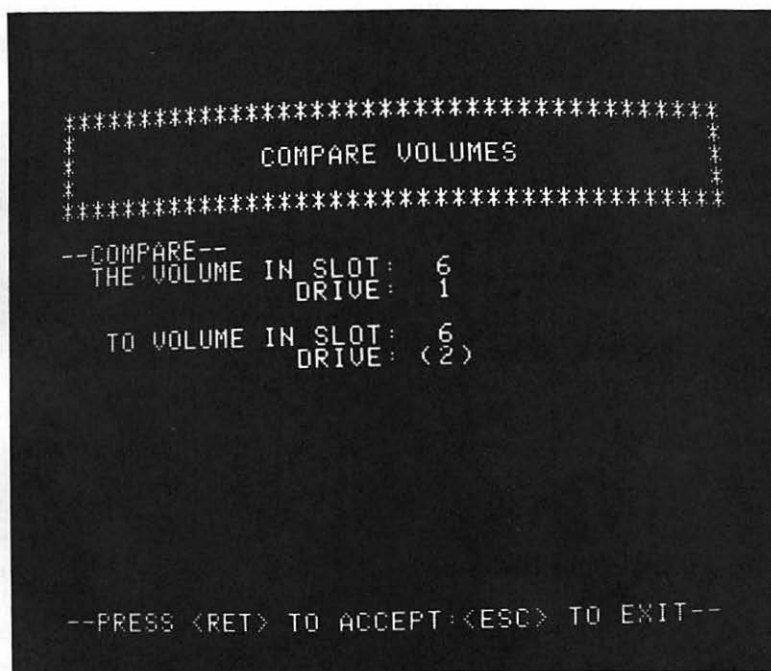 *********************************************
*                                           *
*             COMPARE VOLUMES               *
*                                           *
*********************************************
--COMPARE--
THE VOLUME IN SLOT: 6
DRIVE: 1
TO VOLUME IN SLOT: 6
DRIVE: (2)
--PRESS <RET> TO ACCEPT:<ESC> TO EXIT--